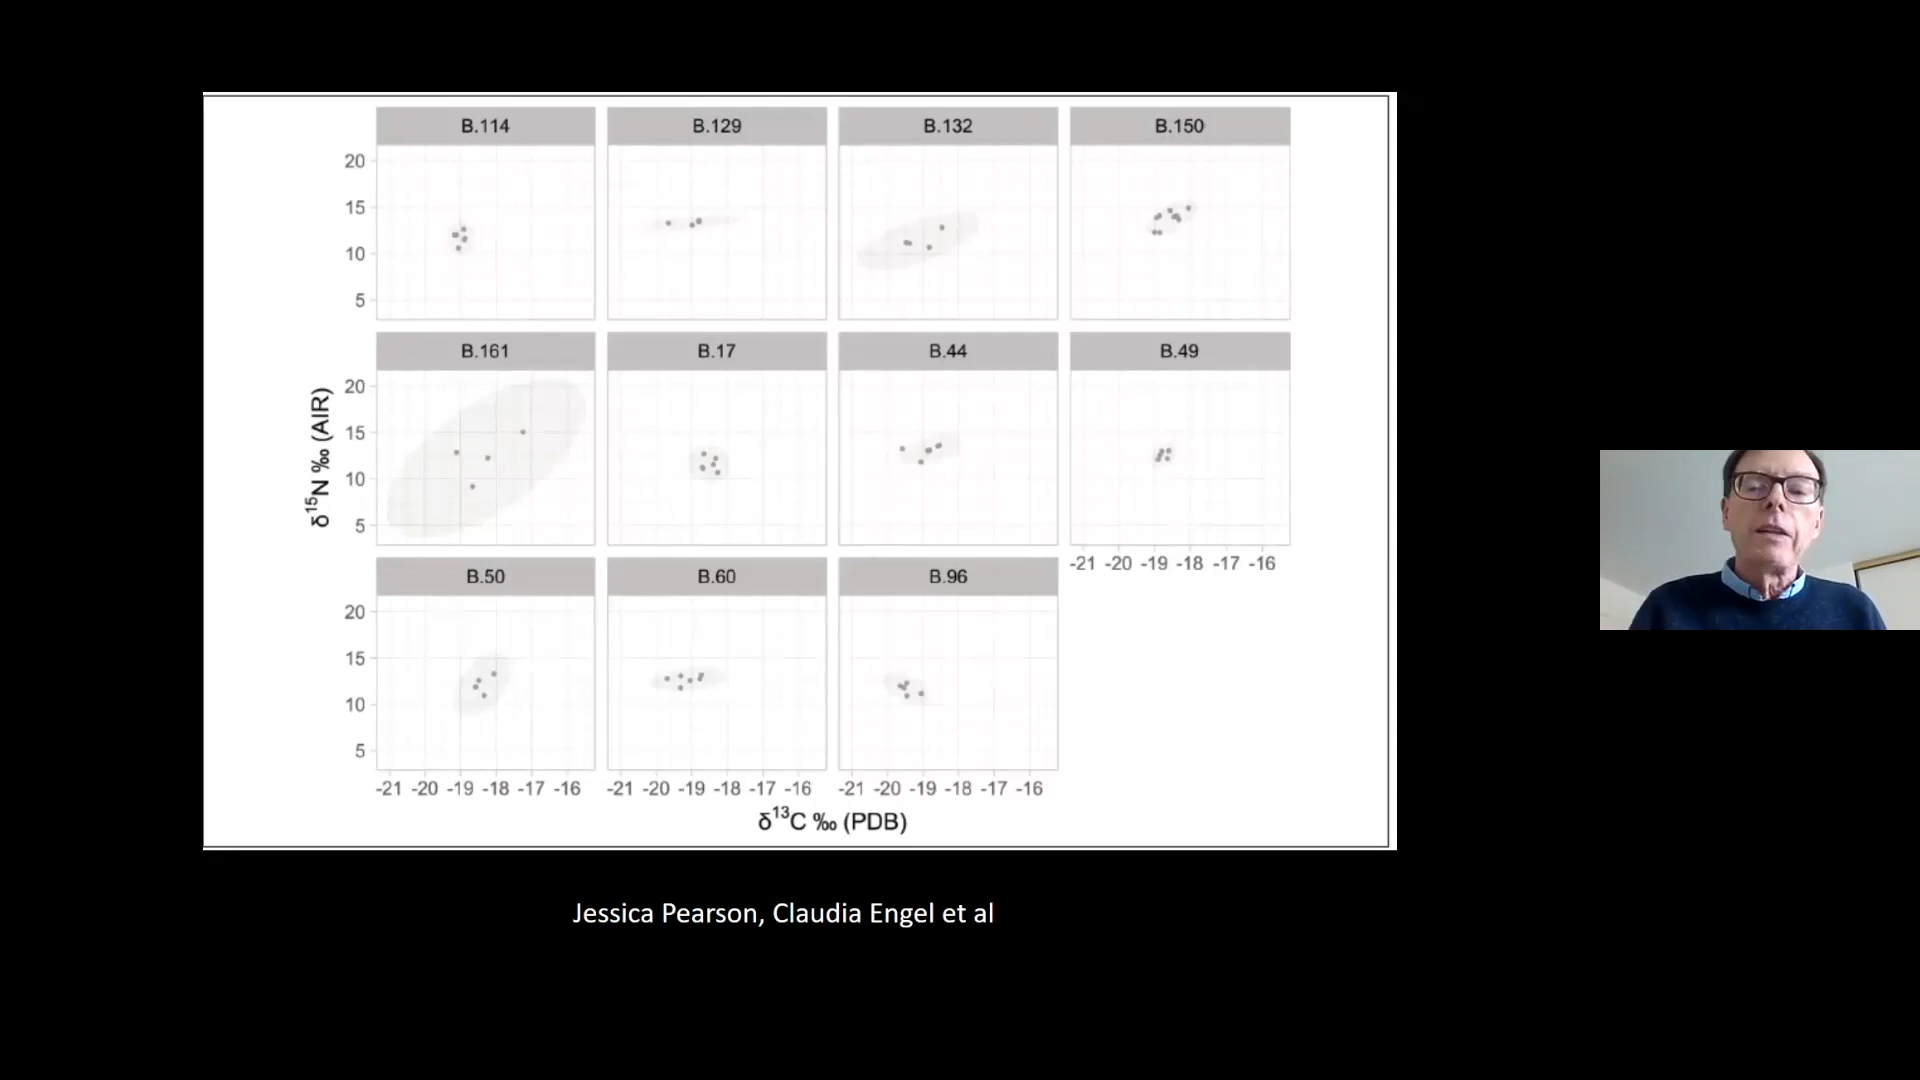 B.114 B.129 B.132 B.150
20
15
10
5
B.161 B.17 B.44 B.49
20
15
10
5
-21 -20 -19 -18 -17 -16
B.50 B.60 B.96
20
15
10
5
-21 -20 -19 -18 -17 -16 -21 -20 -19 -18 -17 -16 -21 -20 -19 -18 -17 -16
δ¹⁵N ‰ (AIR)
δ¹³C ‰ (PDB)
Jessica Pearson, Claudia Engel et al